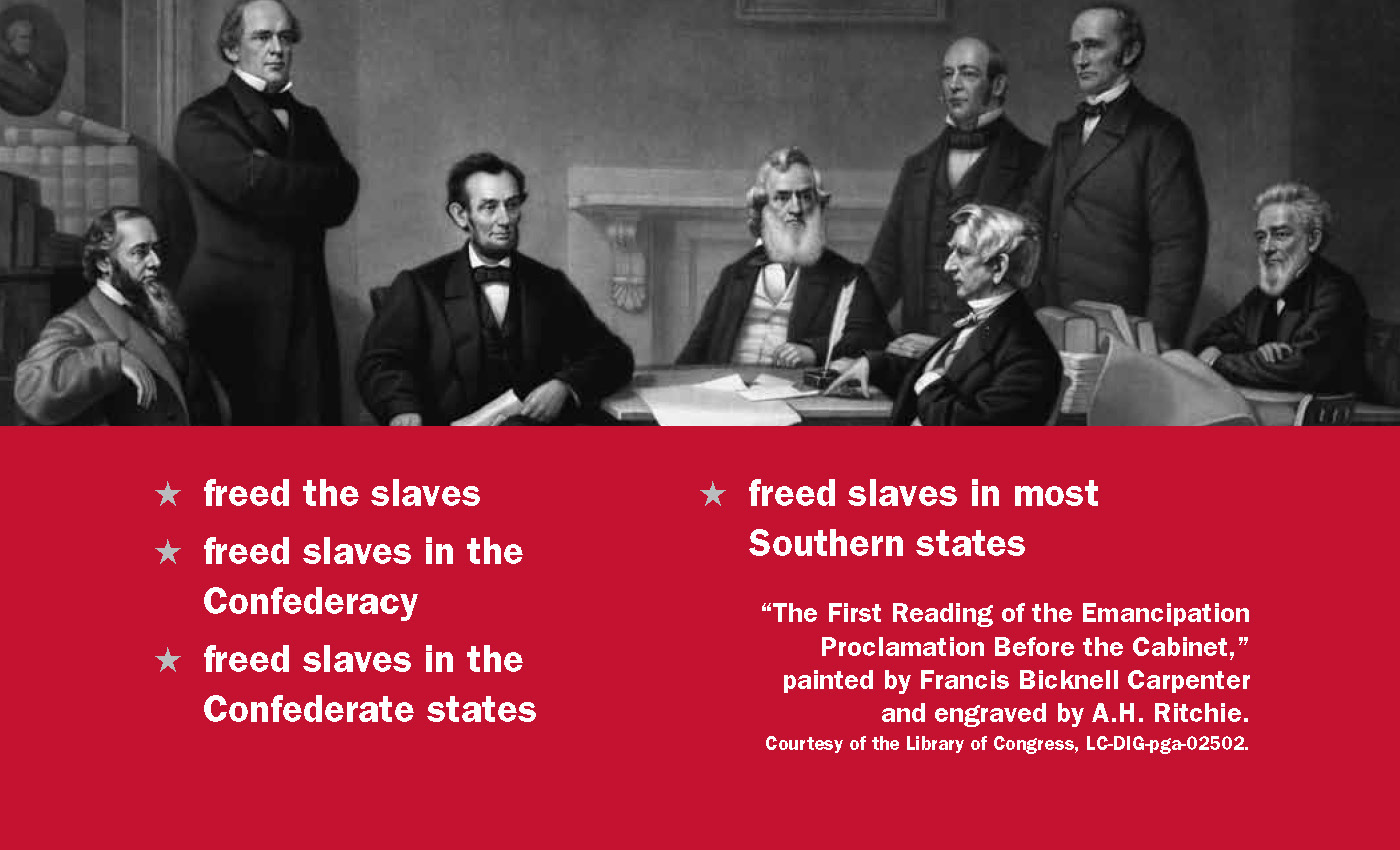 ★ freed the slaves
★ freed slaves in the
Confederacy
★ freed slaves in the
Confederate states
★ freed slaves in most
Southern states
“The First Reading of the Emancipation
Proclamation Before the Cabinet,”
painted by Francis Bicknell Carpenter
and engraved by A.H. Ritchie.
Courtesy of the Library of Congress, LC-DIG-pga-02502.